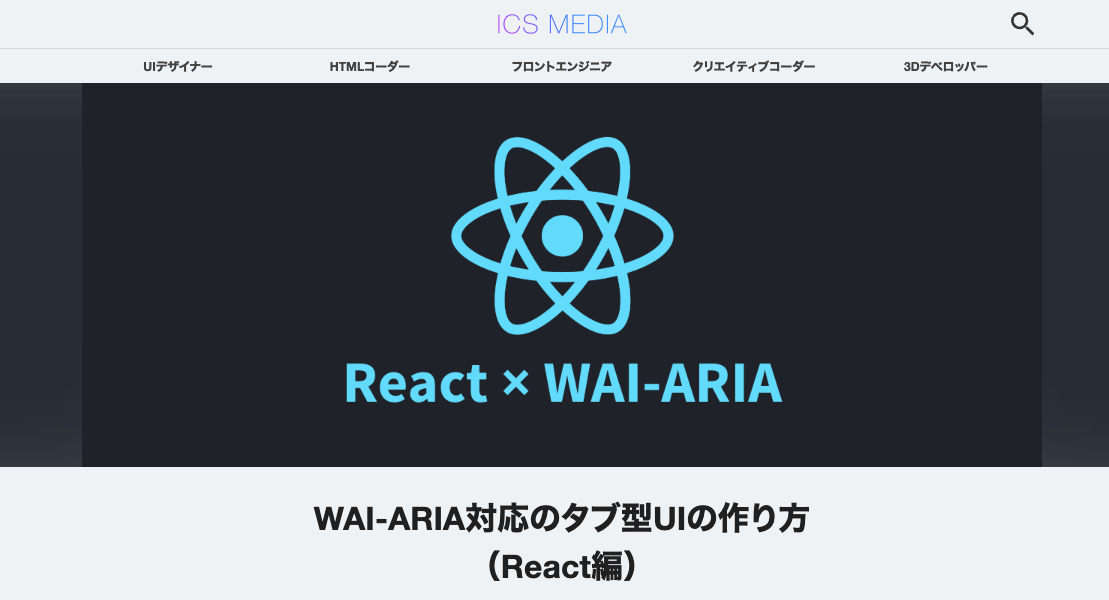 ICS MEDIA
UIデザイナー
HTMLコーダー
フロントエンジニア
クリエイティブコーダー
3Dデベロッパー
React × WAI-ARIA
WAI-ARIA対応のタブ型UIの作り方
（React編）